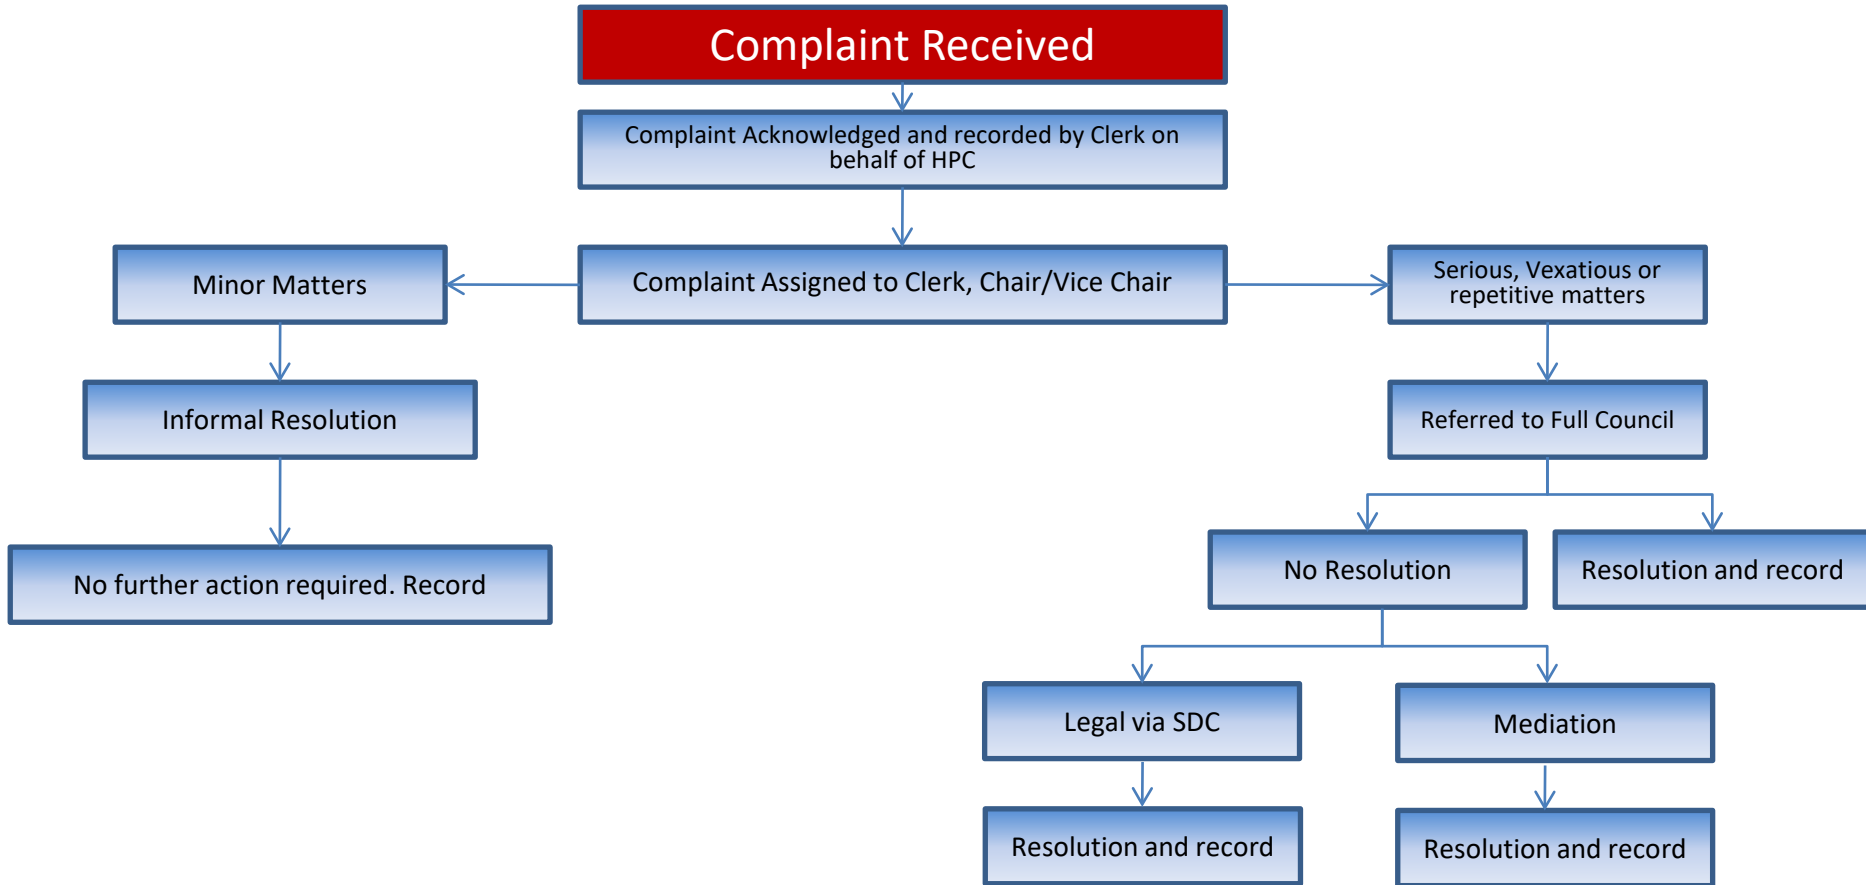 Complaint Received
Complaint Acknowledged and recorded by Clerk on
behalf of HPC
Minor Matters
Complaint Assigned to Clerk, Chair/Vice Chair
Serious, Vexatious or
repetitive matters
Informal Resolution
Referred to Full Council
No further action required. Record
No Resolution
Resolution and record
Legal via SDC
Mediation
Resolution and record
Resolution and record